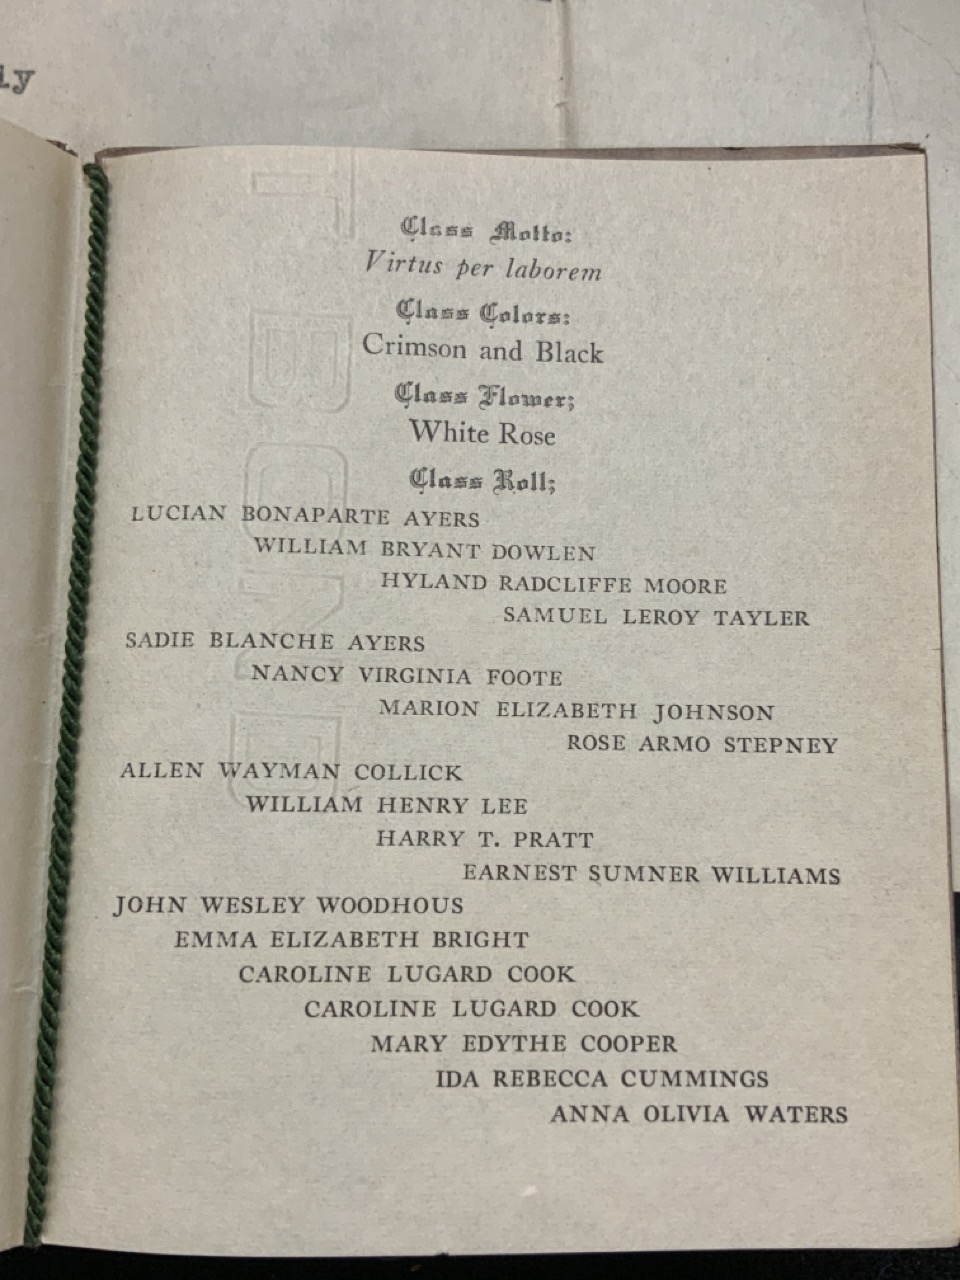 Class Motto:
Virtus per laborem
Class Colors:
Crimson and Black
Class Flower;
White Rose
Class Roll;
LUCIAN BONAPARTE AYERS
WILLIAM BRYANT DOWLEN
HYLAND RADCLIFFE MOORE
SAMUEL LEROY TAYLER
SADIE BLANCHE AYERS
NANCY VIRGINIA FOOTE
MARION ELIZABETH JOHNSON
ROSE ARMO STEPNEY
ALLEN WAYMAN COLLICK
WILLIAM HENRY LEE
HARRY T. PRATT
EARNEST SUMNER WILLIAMS
JOHN WESLEY WOODHOUS
EMMA ELIZABETH BRIGHT
CAROLINE LUGARD COOK
CAROLINE LUGARD COOK
MARY EDYTHE COOPER
IDA REBECCA CUMMINGS
ANNA OLIVIA WATERS